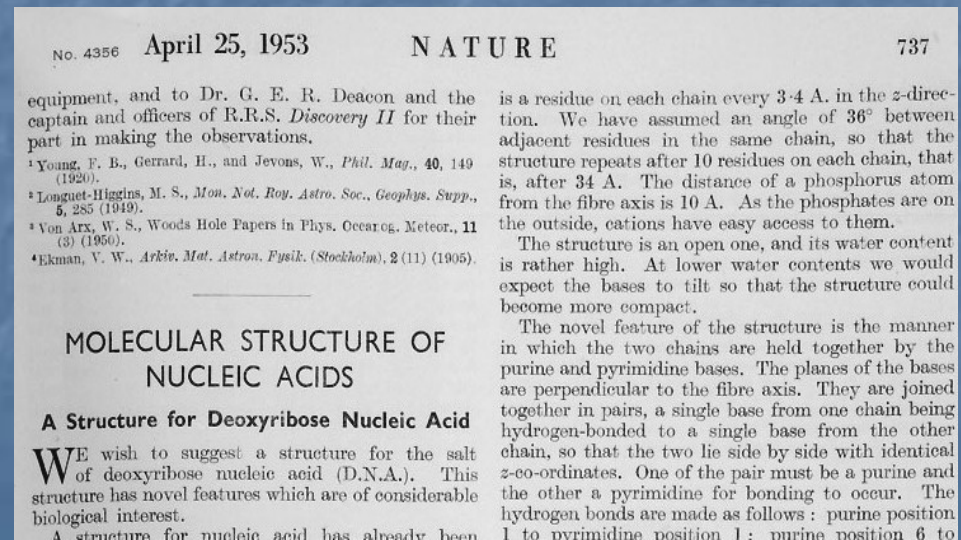 No. 4356 April 25, 1953 NATURE 737
equipment, and to Dr. G. E. R. Deacon and the
captain and officers of R.R.S. Discovery II for their
part in making the observations.
¹ Young, F. B., Gerrard, H., and Jevons, W., Phil. Mag., 40, 149
(1920).
² Longuet-Higgins, M. S., Mon. Not. Roy. Astro. Soc., Geophys. Supp.,
5, 285 (1949).
³ Von Arx, W. S., Woods Hole Papers in Phys. Ocearog. Meteor., 11
(3) (1950).
⁴ Ekman, V. W., Arkiv. Mat. Astron. Fysik. (Stockholm), 2 (11) (1905).
MOLECULAR STRUCTURE OF
NUCLEIC ACIDS
A Structure for Deoxyribose Nucleic Acid
WE wish to suggest a structure for the salt
of deoxyribose nucleic acid (D.N.A.). This
structure has novel features which are of considerable
biological interest.
A structure for nucleic acid has already been
is a residue on each chain every 3·4 A. in the z-direc-
tion. We have assumed an angle of 36° between
adjacent residues in the same chain, so that the
structure repeats after 10 residues on each chain, that
is, after 34 A. The distance of a phosphorus atom
from the fibre axis is 10 A. As the phosphates are on
the outside, cations have easy access to them.
The structure is an open one, and its water content
is rather high. At lower water contents we would
expect the bases to tilt so that the structure could
become more compact.
The novel feature of the structure is the manner
in which the two chains are held together by the
purine and pyrimidine bases. The planes of the bases
are perpendicular to the fibre axis. They are joined
together in pairs, a single base from one chain being
hydrogen-bonded to a single base from the other
chain, so that the two lie side by side with identical
z-co-ordinates. One of the pair must be a purine and
the other a pyrimidine for bonding to occur. The
hydrogen bonds are made as follows : purine position
1 to pyrimidine position 1 ; purine position 6 to